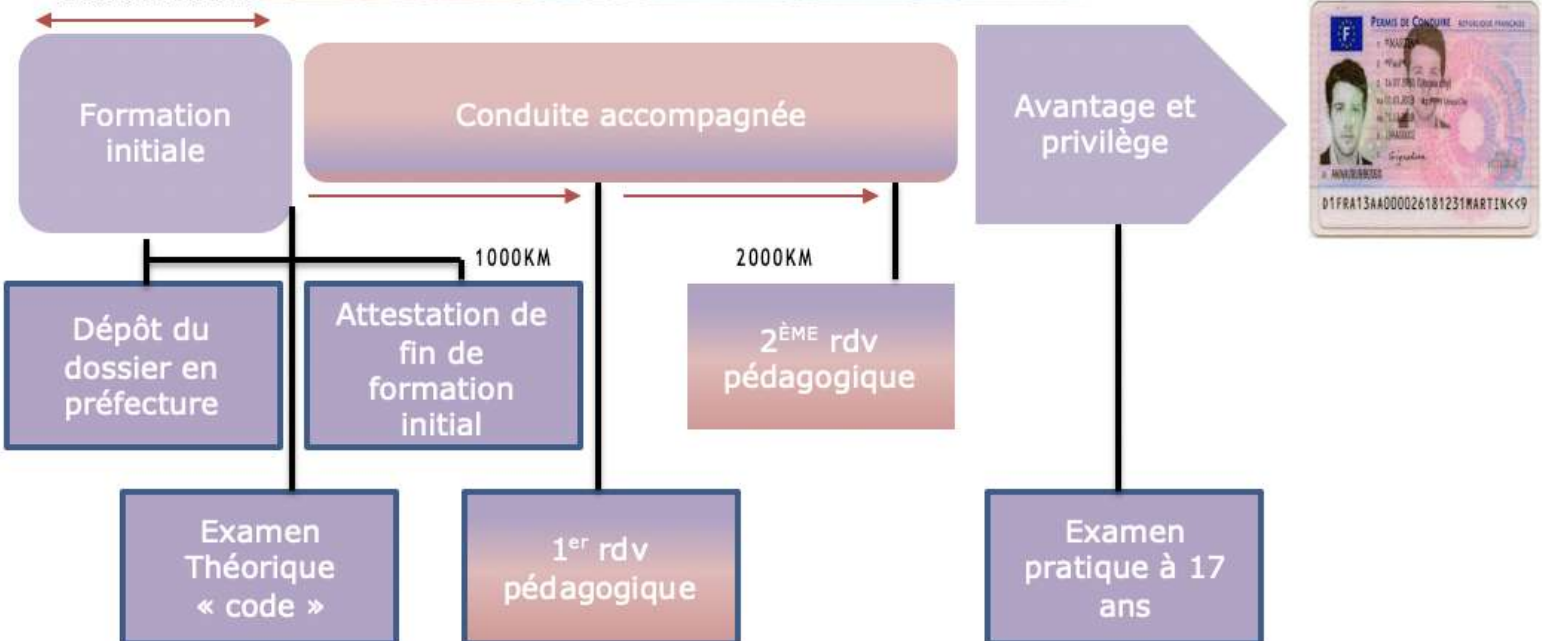 Formation
initiale
Conduite accompagnée
Avantage et
privilège
PERMIS DE CONDUIRE RÉPUBLIQUE FRANÇAISE
F
D1FRA13AA000026181231MARTIN<<9
1000KM
2000KM
Dépôt du
dossier en
préfecture
Attestation de
fin de
formation
initial
2ÈME rdv
pédagogique
Examen
Théorique
« code »
1er rdv
pédagogique
Examen
pratique à 17
ans